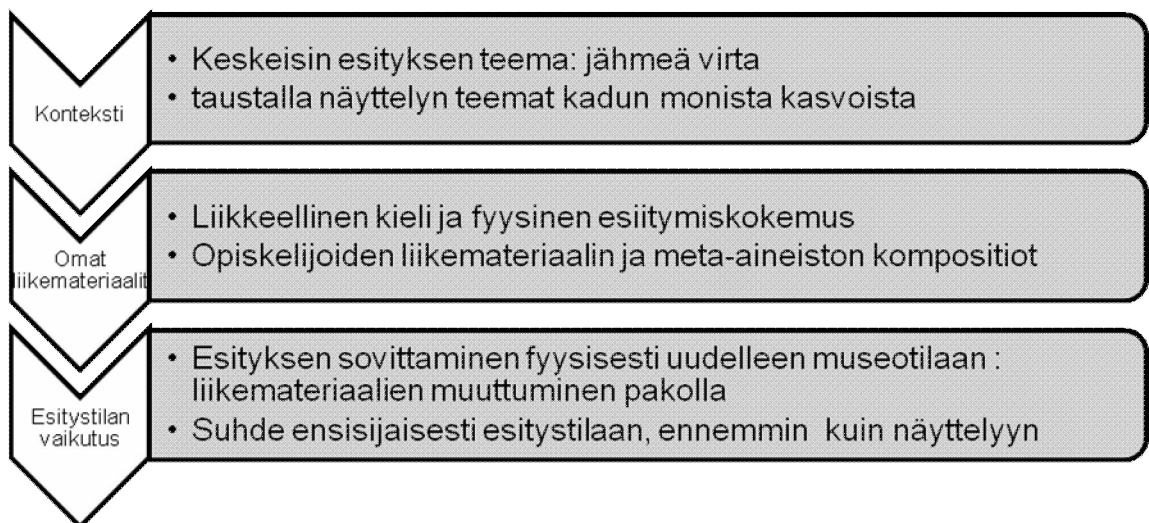 Konteksti
• Keskeisin esityksen teema: jähmeä virta
• taustalla näyttelyn teemat kadun monista kasvoista
Omat
liikemateriaalit
• Liikkeellinen kieli ja fyysinen esiitymiskokemus
• Opiskelijoiden liikemateriaalin ja meta-aineiston kompositiot
Esitystilan
vaikutus
• Esityksen sovittaminen fyysisesti uudelleen museotilaan :
liikemateriaalien muuttuminen pakolla
• Suhde ensisijaisesti esitystilaan, ennemmin kuin näyttelyyn